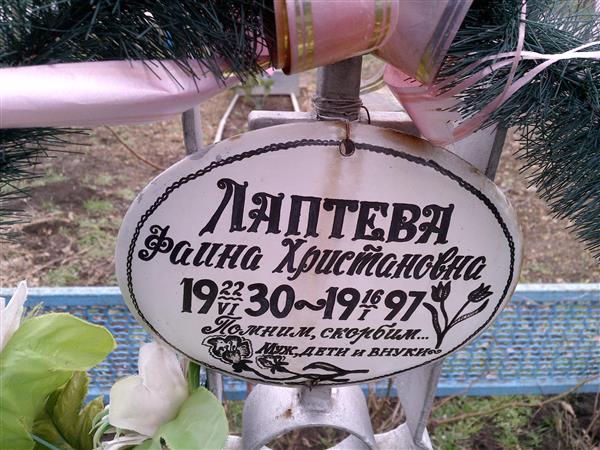 ЛАПТЕВА
Фаина Христановна
19 22/VI 30~19 16/I 97
Помним, скорбим...
Муж, дети и внуки